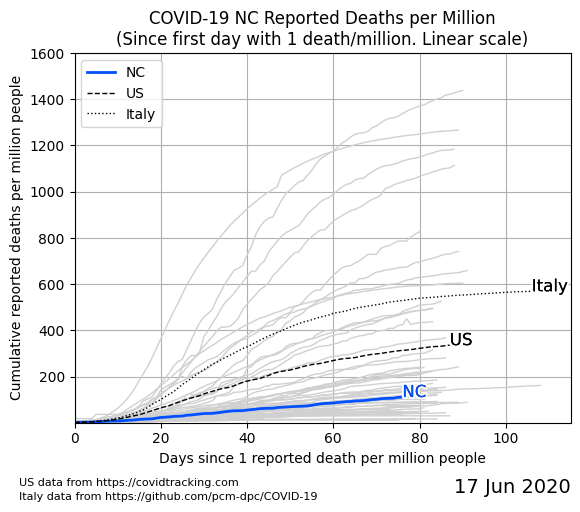 COVID-19 NC Reported Deaths per Million
(Since first day with 1 death/million. Linear scale)
Cumulative reported deaths per million people
1600
1400
1200
1000
800
600
400
200
NC
US
Italy
Italy
US
NC
0
20
40
60
80
100
Days since 1 reported death per million people
US data from https://covidtracking.com
Italy data from https://github.com/pcm-dpc/COVID-19
17 Jun 2020